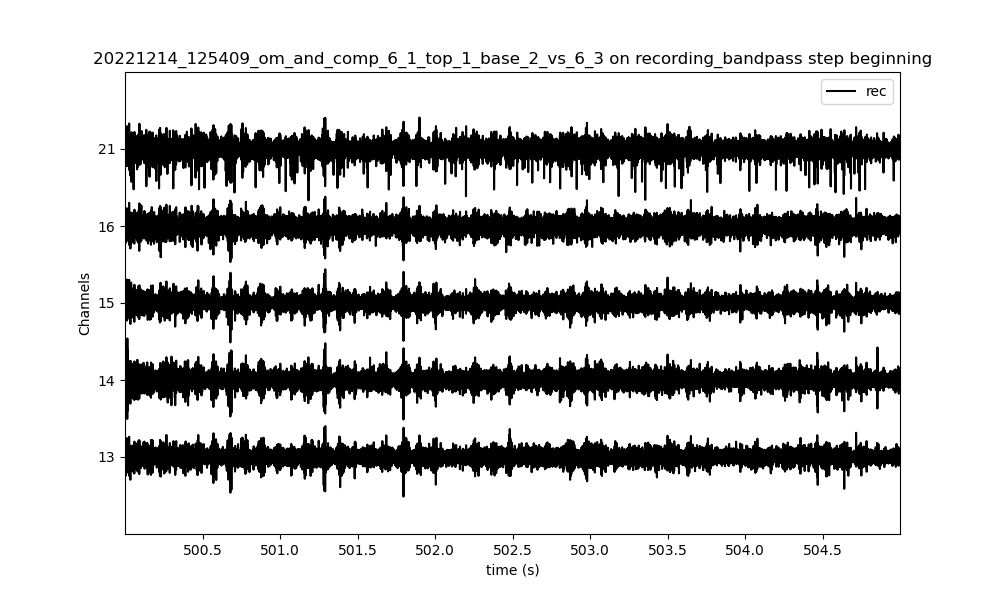 20221214_125409_om_and_comp_6_1_top_1_base_2_vs_6_3 on recording_bandpass step beginning
rec
21
16
15
14
13
Channels
500.5 501.0 501.5 502.0 502.5 503.0 503.5 504.0 504.5
time (s)